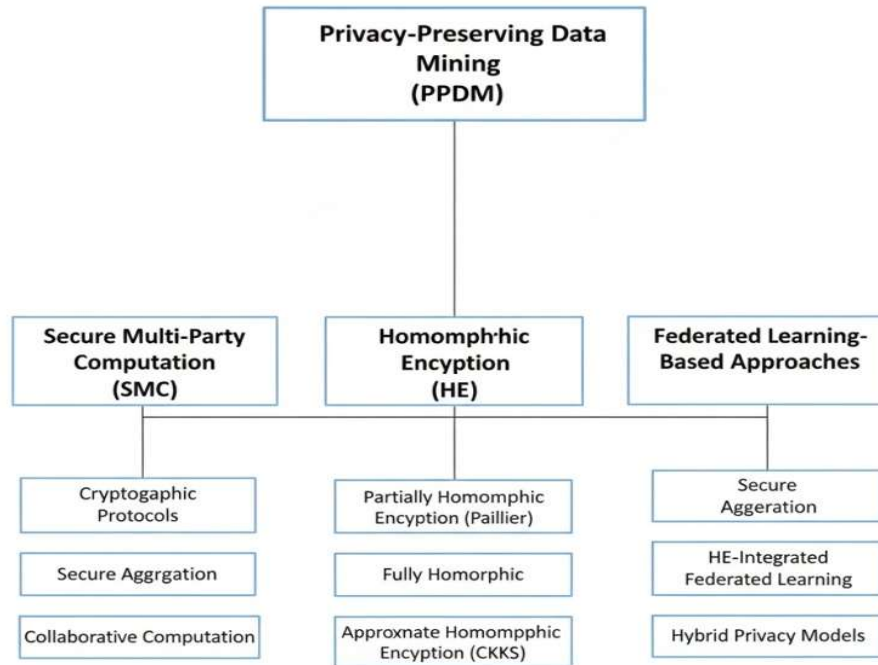 Privacy-Preserving Data
Mining
(PPDM)
Secure Multi-Party
Computation
(SMC)
Homomph·hic
Encyption
(HE)
Federated Learning-
Based Approaches
Cryptogaphic
Protocols
Secure Aggrgation
Collaborative Computation
Partially Homomphic
Encyption (Paillier)
Fully Homorphic
Approxnate Homompphic
Encyption (CKKS)
Secure
Aggeration
HE-Integrated
Federated Learning
Hybrid Privacy Models